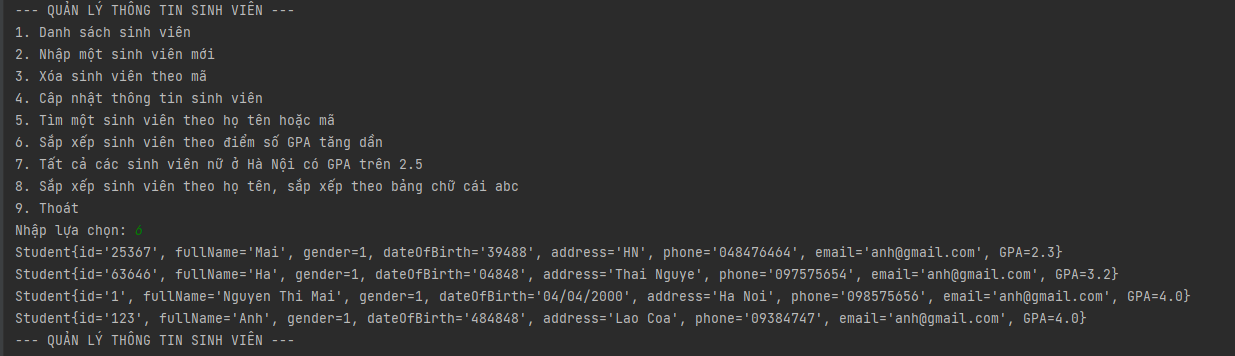 --- QUẢN LÝ THÔNG TIN SINH VIÊN ---
1. Danh sách sinh viên
2. Nhập một sinh viên mới
3. Xóa sinh viên theo mã
4. Câp nhật thông tin sinh viên
5. Tìm một sinh viên theo họ tên hoặc mã
6. Sắp xếp sinh viên theo điểm số GPA tăng dần
7. Tất cả các sinh viên nữ ở Hà Nội có GPA trên 2.5
8. Sắp xếp sinh viên theo họ tên, sắp xếp theo bảng chữ cái abc
9. Thoát
Nhập lựa chọn: 6
Student{id='25367', fullName='Mai', gender=1, dateOfBirth='39488', address='HN', phone='048476464', email='anh@gmail.com', GPA=2.3}
Student{id='63646', fullName='Ha', gender=1, dateOfBirth='04848', address='Thai Nguye', phone='097575654', email='anh@gmail.com', GPA=3.2}
Student{id='1', fullName='Nguyen Thi Mai', gender=1, dateOfBirth='04/04/2000', address='Ha Noi', phone='098575656', email='anh@gmail.com', GPA=4.0}
Student{id='123', fullName='Anh', gender=1, dateOfBirth='484848', address='Lao Coa', phone='09384747', email='anh@gmail.com', GPA=4.0}
--- QUẢN LÝ THÔNG TIN SINH VIÊN ---